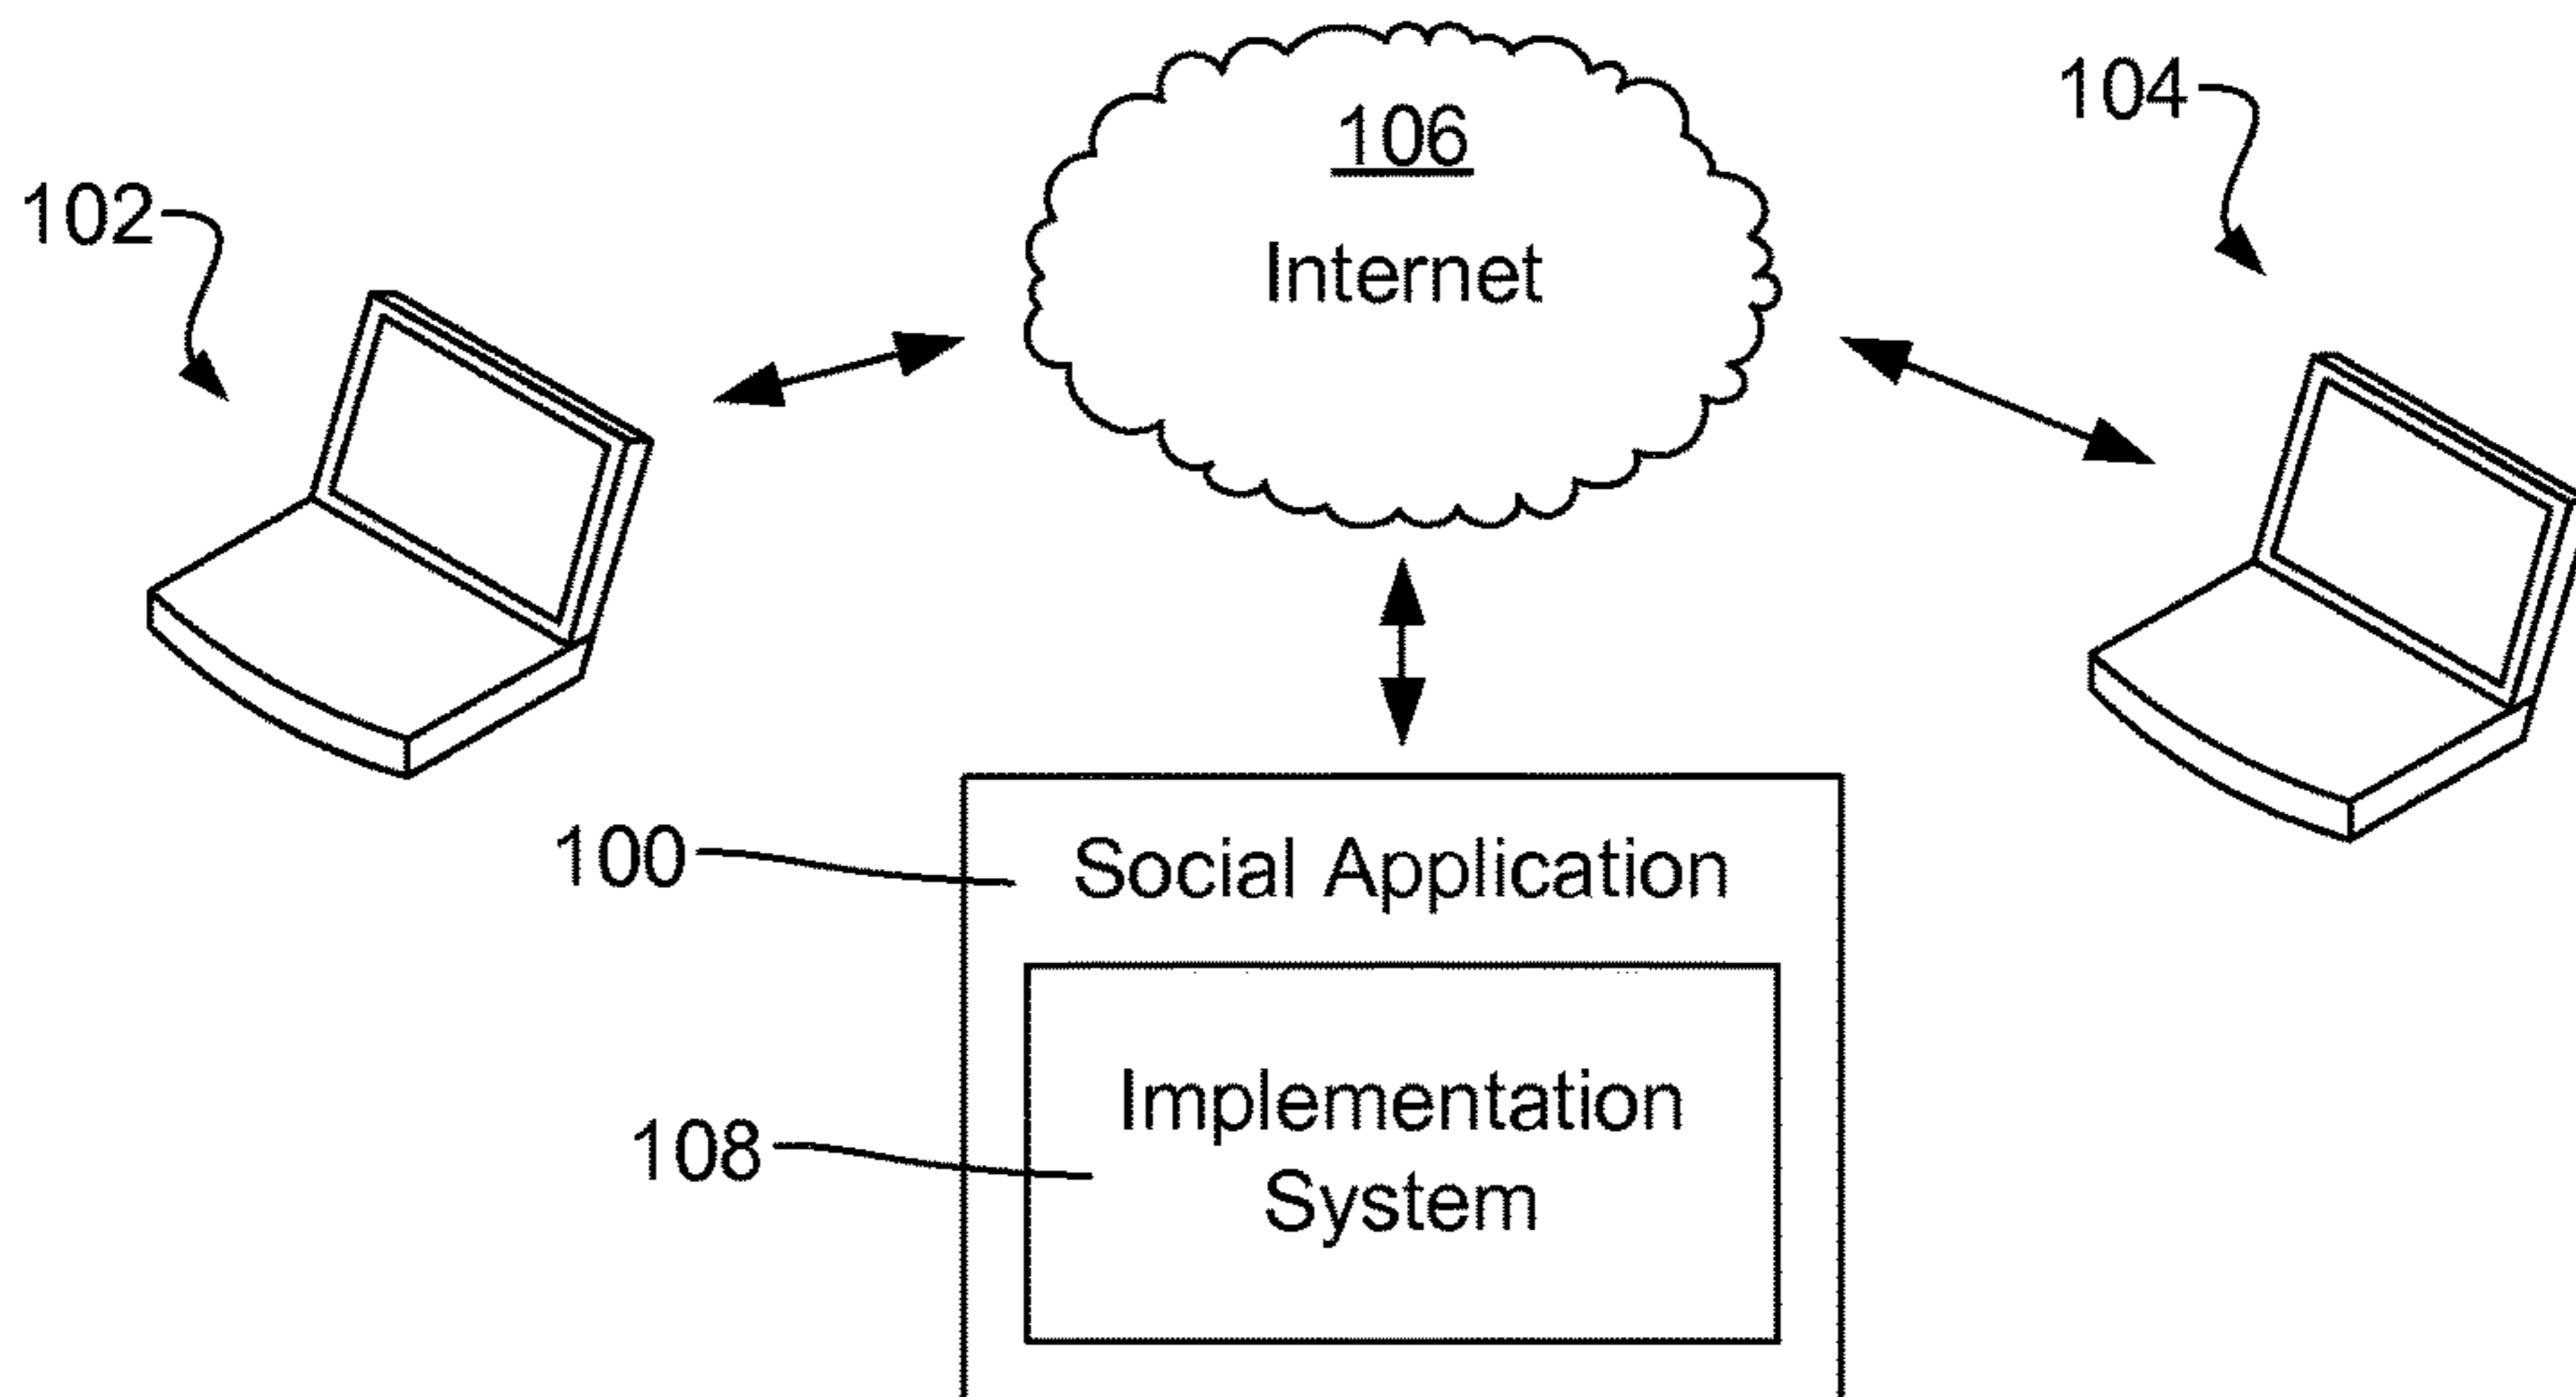 106
104
102
Internet
100
Social Application
108
Implementation
System